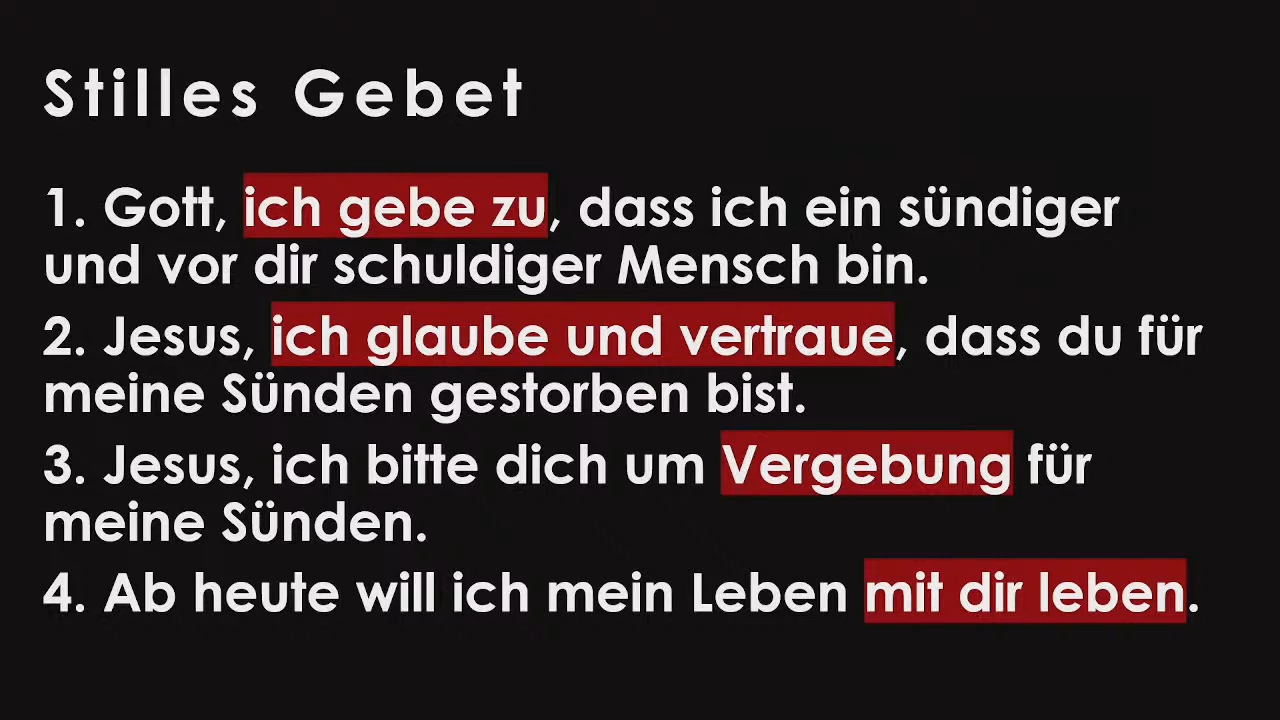 Stilles Gebet
1. Gott, ich gebe zu, dass ich ein sündiger
und vor dir schuldiger Mensch bin.
2. Jesus, ich glaube und vertraue, dass du für
meine Sünden gestorben bist.
3. Jesus, ich bitte dich um Vergebung für
meine Sünden.
4. Ab heute will ich mein Leben mit dir leben.